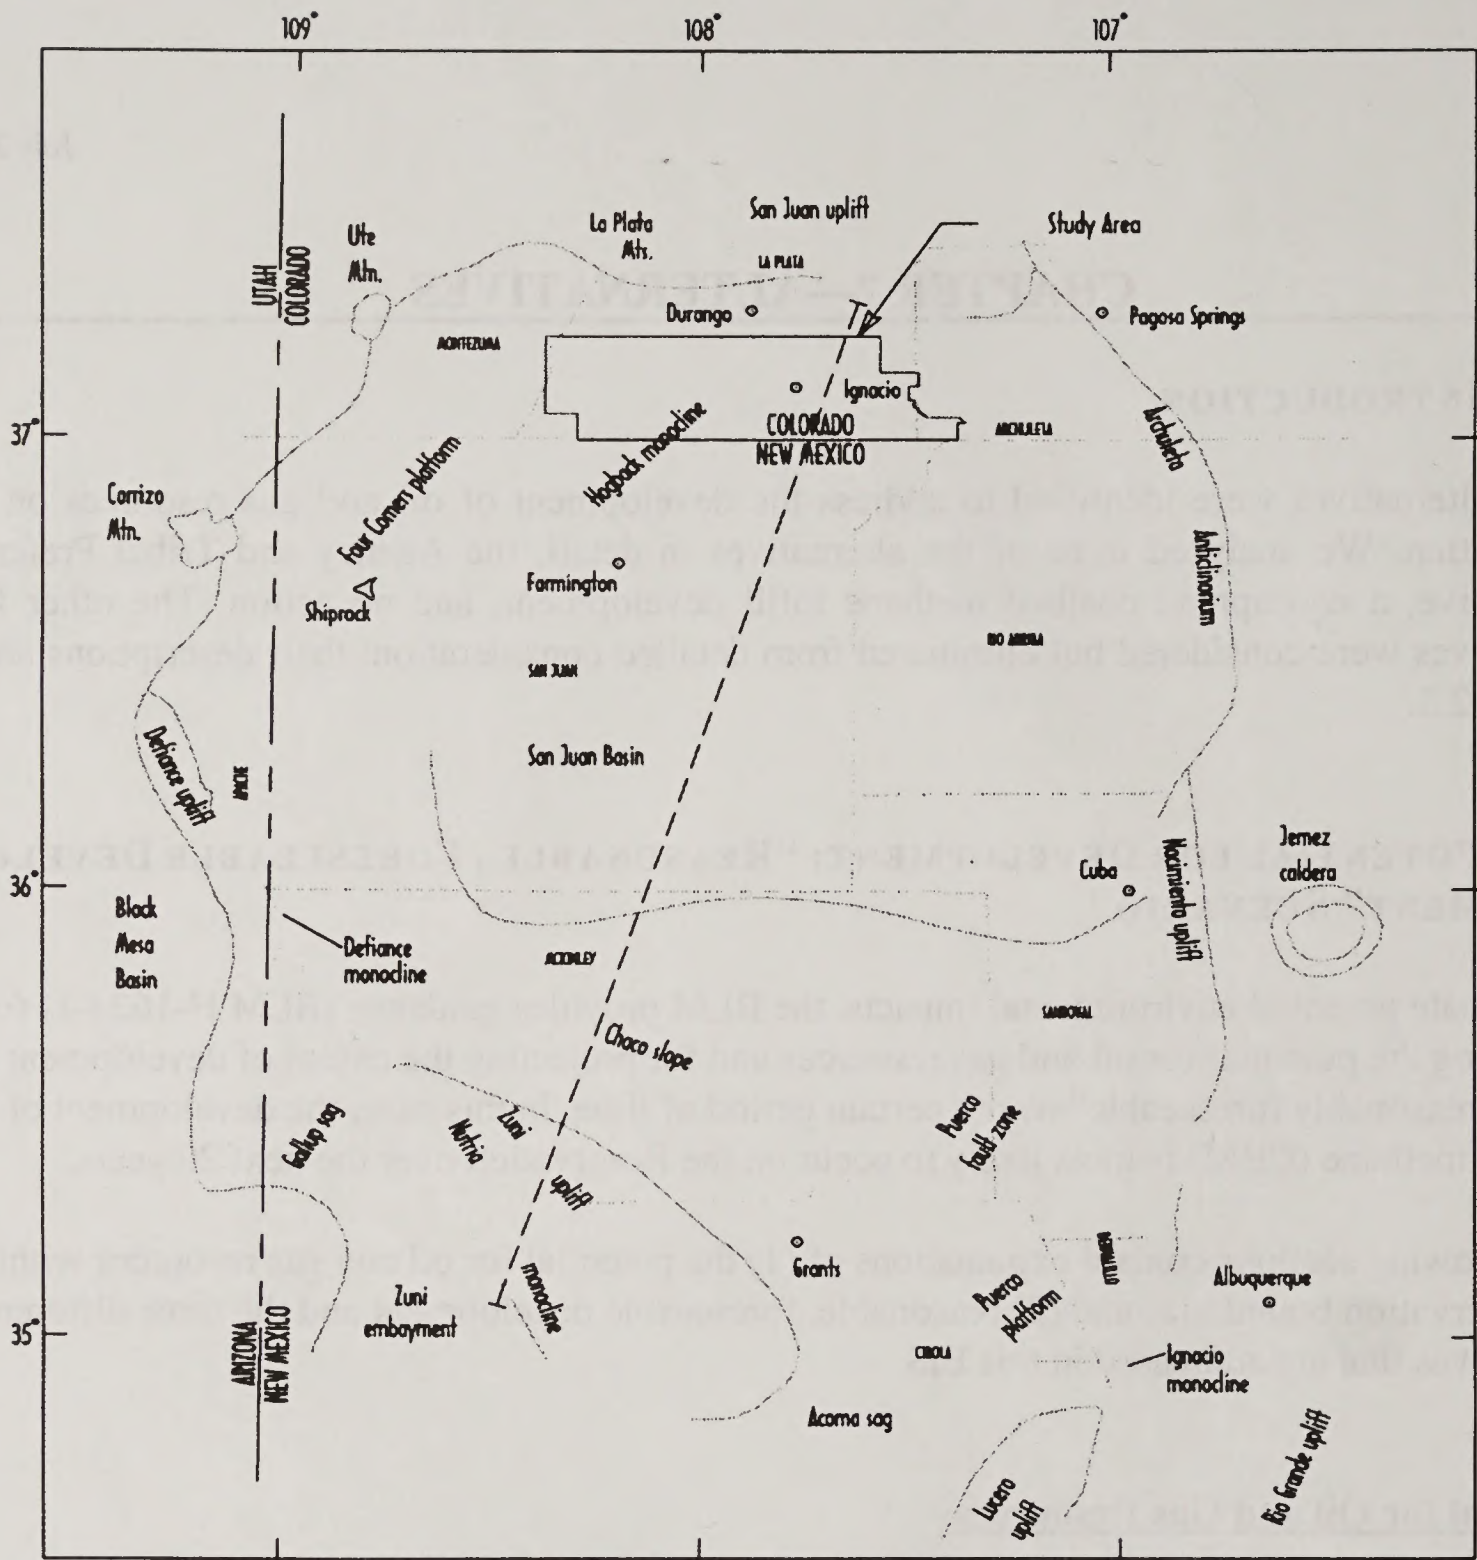 109°
108°
107°
San Juan uplift
La Plata
Mts.
Ute
Mtn.
Study Area
LA PLATA
UTAH
COLORADO
Durango
Pagosa Springs
MONTEZUMA
Ignacio
37°
COLORADO
NEW MEXICO
ARCHULETA
Archuleta
Anticlinorium
Hogback monocline
Four Corners platform
Carrizo
Mtn.
Farmington
Shiprock
RIO ARRIBA
SAN JUAN
San Juan Basin
Defiance uplift
APACHE
36°
Cuba
Nacimiento uplift
Jemez
caldera
Black
Mesa
Basin
Defiance
monocline
MCKINLEY
SANDOVAL
Chaco slope
Gallup sag
Zuni
uplift
Nutria
monocline
Puerco
fault zone
Grants
BERNALILLO
Albuquerque
Zuni
embayment
Puerco
platform
35°
ARIZONA
NEW MEXICO
CIBOLA
Ignacio
monocline
Acoma sag
Lucero
uplift
Rio Grande uplift